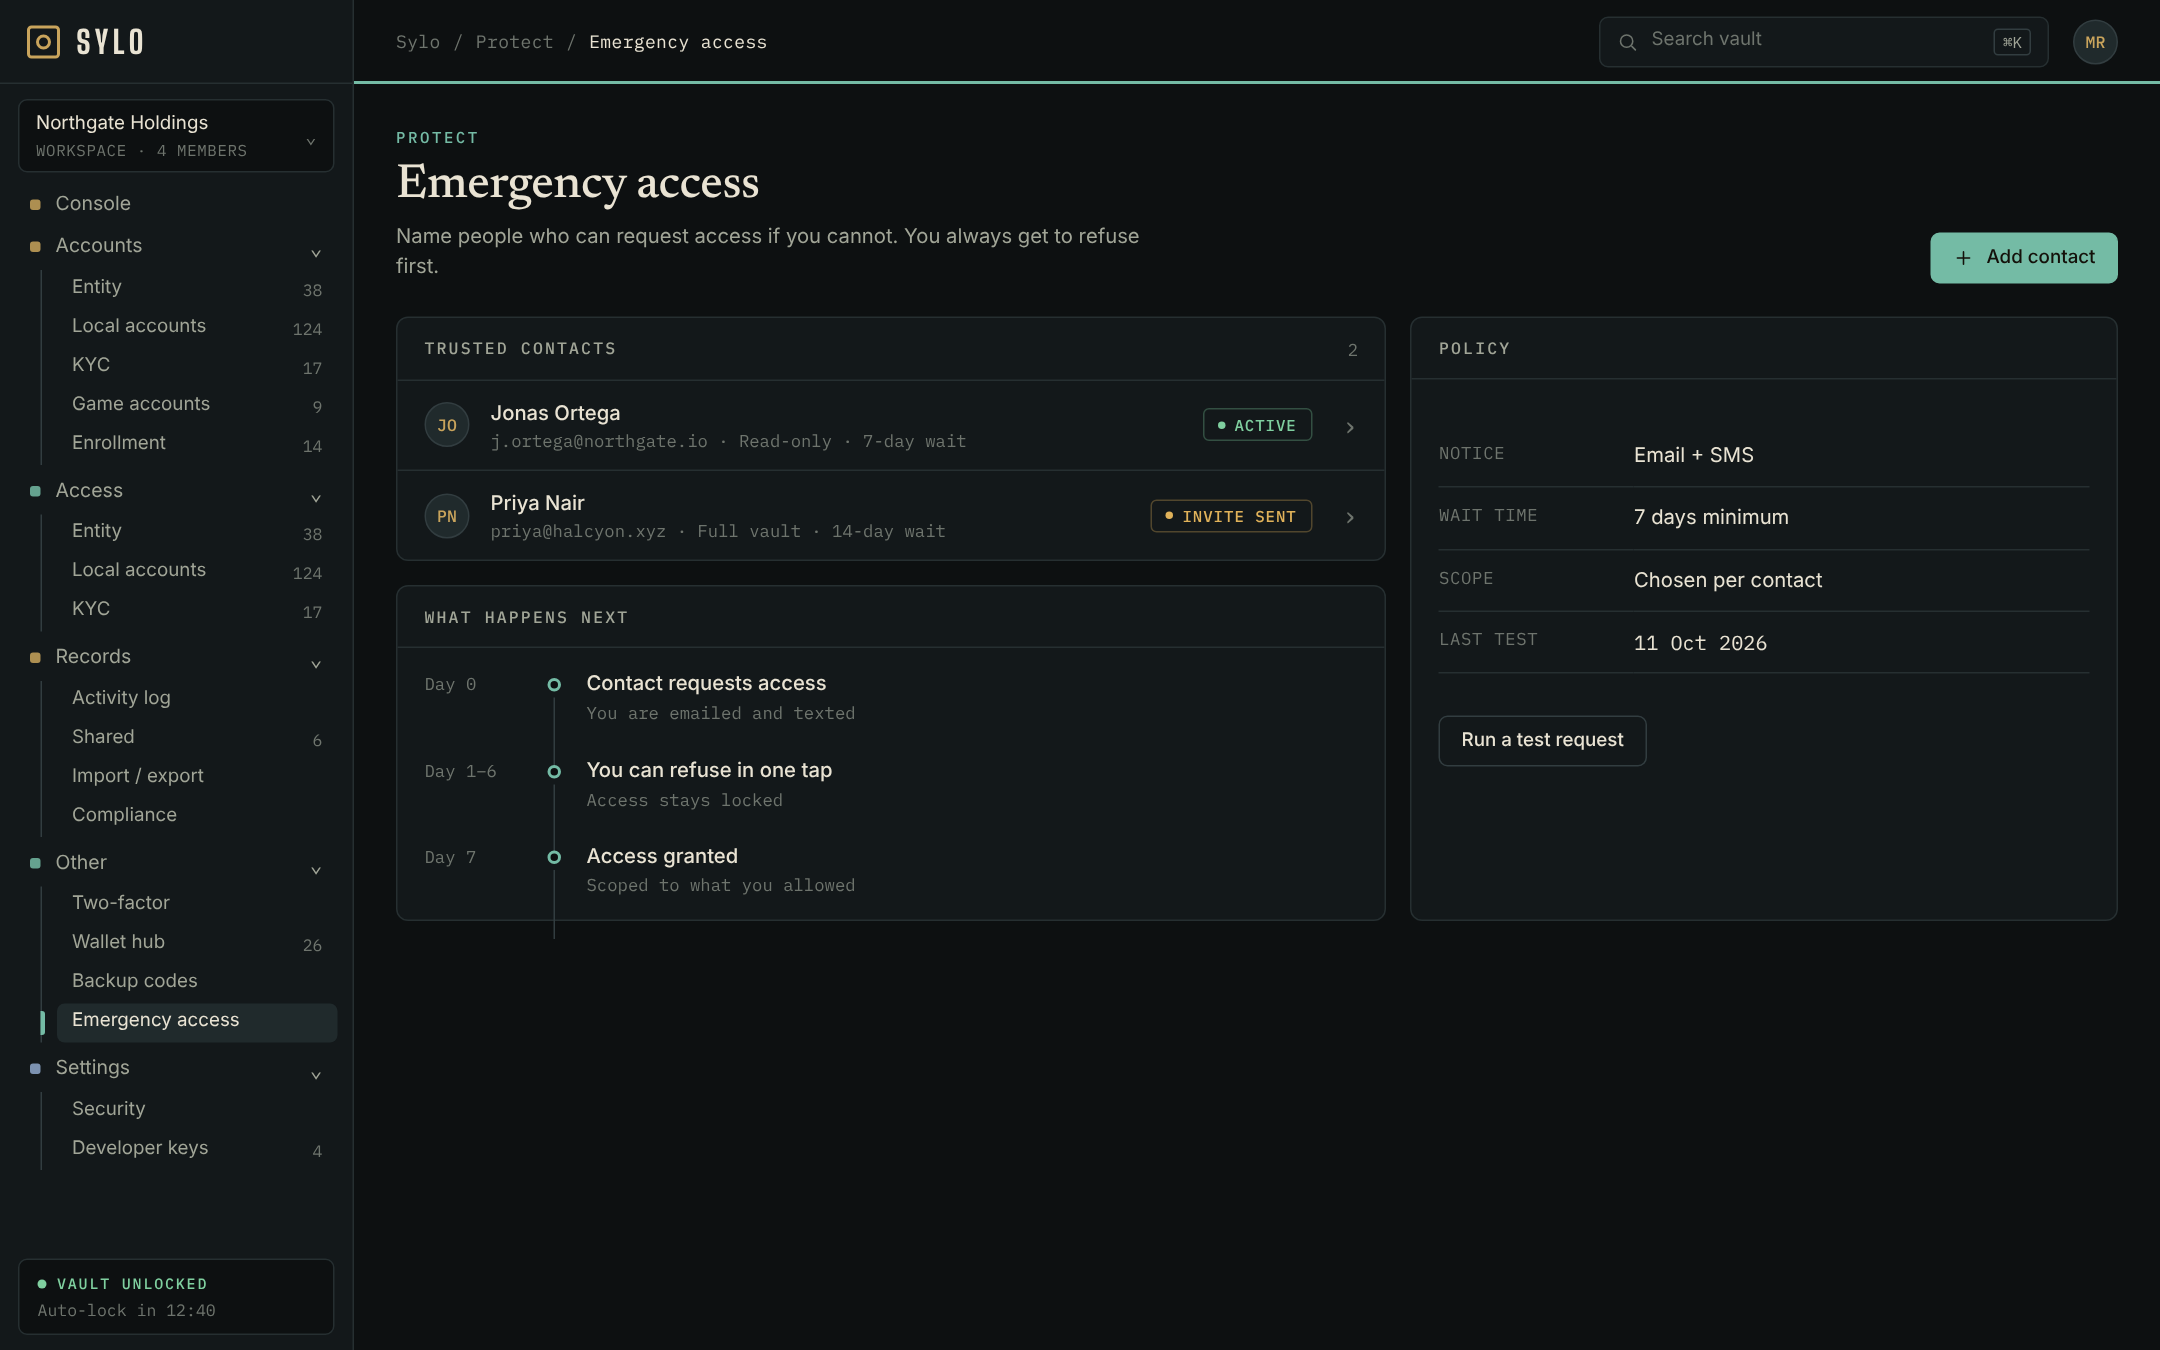 SYLO
Northgate Holdings
WORKSPACE · 4 MEMBERS
Console
Accounts
Entity 38
Local accounts 124
KYC 17
Game accounts 9
Enrollment 14
Access
Entity 38
Local accounts 124
KYC 17
Records
Activity log
Shared 6
Import / export
Compliance
Other
Two-factor
Wallet hub 26
Backup codes
Emergency access
Settings
Security
Developer keys 4
VAULT UNLOCKED
Auto-lock in 12:40
Sylo / Protect / Emergency access
Search vault ⌘K
MR
PROTECT
Emergency access
Name people who can request access if you cannot. You always get to refuse
first.
+ Add contact
TRUSTED CONTACTS 2
JO
Jonas Ortega
j.ortega@northgate.io · Read-only · 7-day wait
ACTIVE
PN
Priya Nair
priya@halcyon.xyz · Full vault · 14-day wait
INVITE SENT
WHAT HAPPENS NEXT
Day 0 Contact requests access
You are emailed and texted
Day 1–6 You can refuse in one tap
Access stays locked
Day 7 Access granted
Scoped to what you allowed
POLICY
NOTICE Email + SMS
WAIT TIME 7 days minimum
SCOPE Chosen per contact
LAST TEST 11 Oct 2026
Run a test request